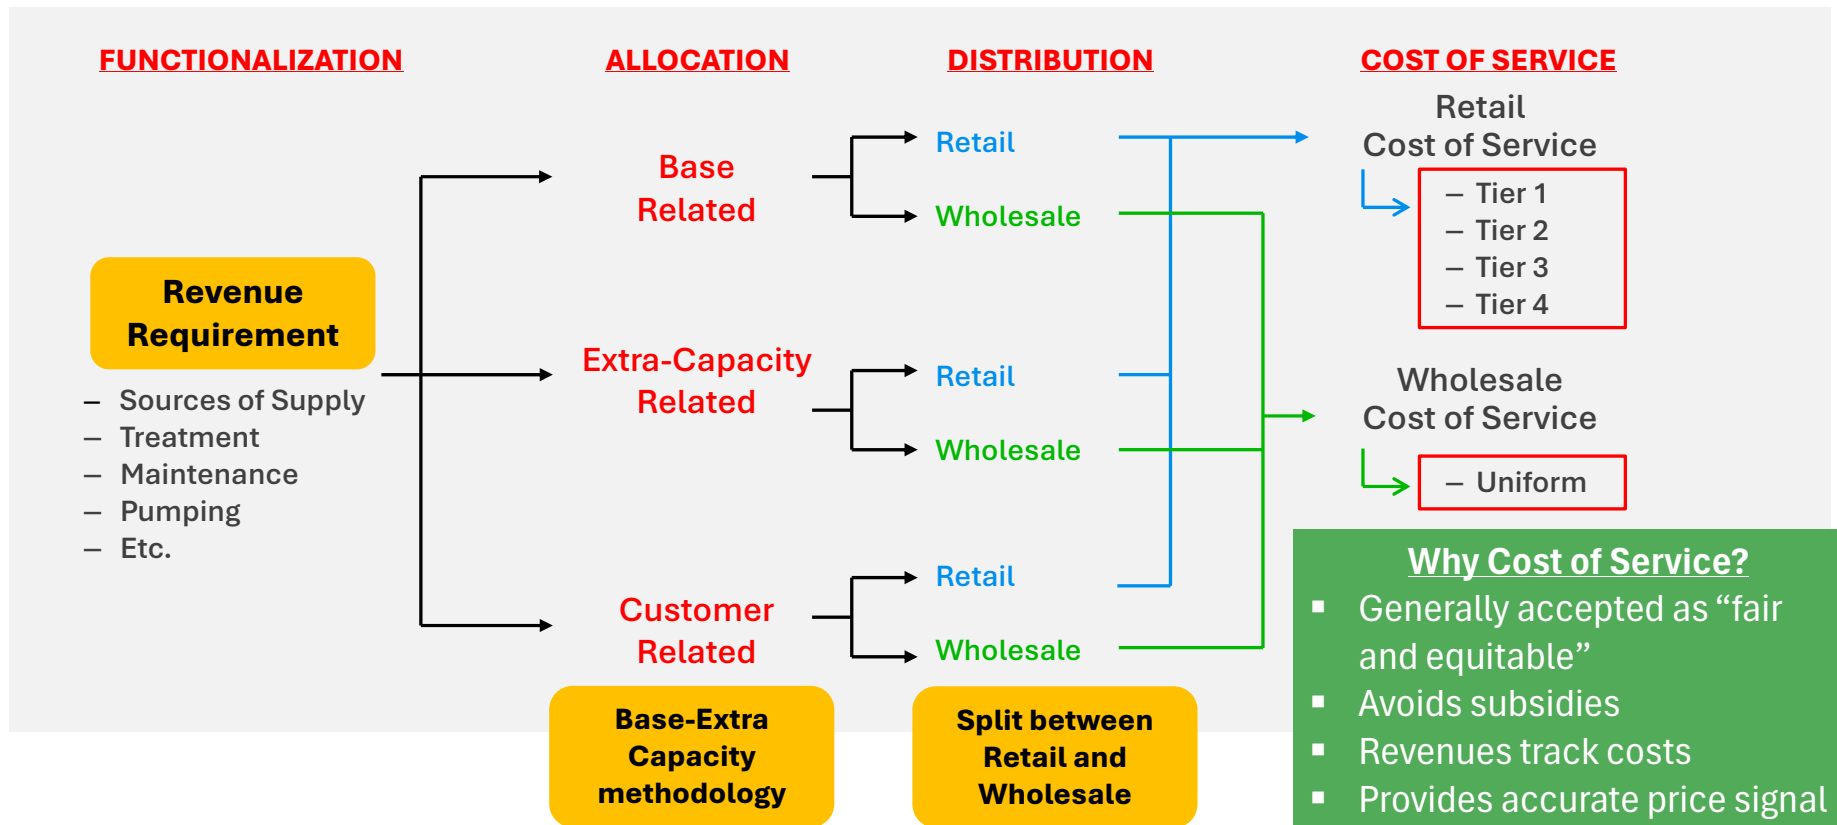 FUNCTIONALIZATION
ALLOCATION
DISTRIBUTION
COST OF SERVICE
Revenue
Requirement
– Sources of Supply
– Treatment
– Maintenance
– Pumping
– Etc.
Base
Related
Extra-Capacity
Related
Customer
Related
Base-Extra
Capacity
methodology
Retail
Wholesale
Retail
Wholesale
Retail
Wholesale
Split between
Retail and
Wholesale
Retail
Cost of Service
– Tier 1
– Tier 2
– Tier 3
– Tier 4
Wholesale
Cost of Service
– Uniform
Why Cost of Service?
▪ Generally accepted as “fair
and equitable”
▪ Avoids subsidies
▪ Revenues track costs
▪ Provides accurate price signal